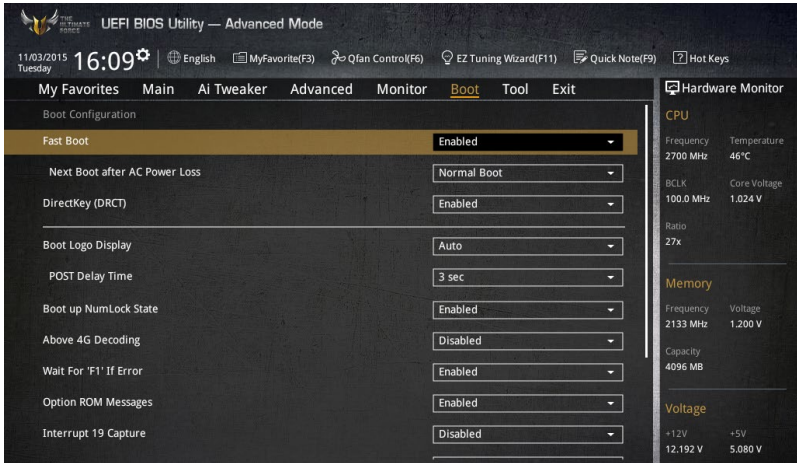 THE ULTIMATE FORCE
UEFI BIOS Utility — Advanced Mode
11/03/2015
Tuesday
16:09
English
MyFavorite(F3)
Qfan Control(F6)
EZ Tuning Wizard(F11)
Quick Note(F9)
Hot Keys
My Favorites Main Ai Tweaker Advanced Monitor Boot Tool Exit
Boot Configuration
Fast Boot Enabled
Next Boot after AC Power Loss Normal Boot
DirectKey (DRCT) Enabled
Boot Logo Display Auto
POST Delay Time 3 sec
Boot up NumLock State Enabled
Above 4G Decoding Disabled
Wait For 'F1' If Error Enabled
Option ROM Messages Enabled
Interrupt 19 Capture Disabled
Hardware Monitor
CPU
Frequency Temperature
2700 MHz 46°C
BCLK Core Voltage
100.0 MHz 1.024 V
Ratio
27x
Memory
Frequency Voltage
2133 MHz 1.200 V
Capacity
4096 MB
Voltage
+12V +5V
12.192 V 5.080 V